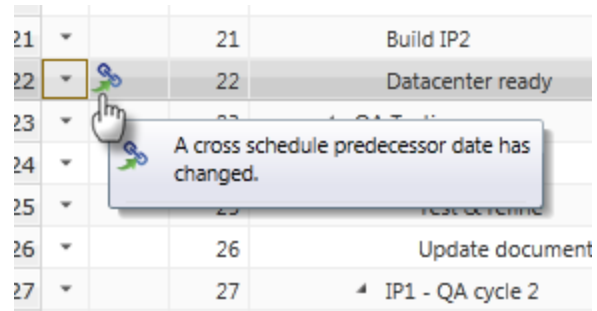 21 21 Build IP2
22 22 Datacenter ready
23
A cross schedule predecessor date has
changed.
24
25
26 26 Update document
27 27 IP1 - QA cycle 2